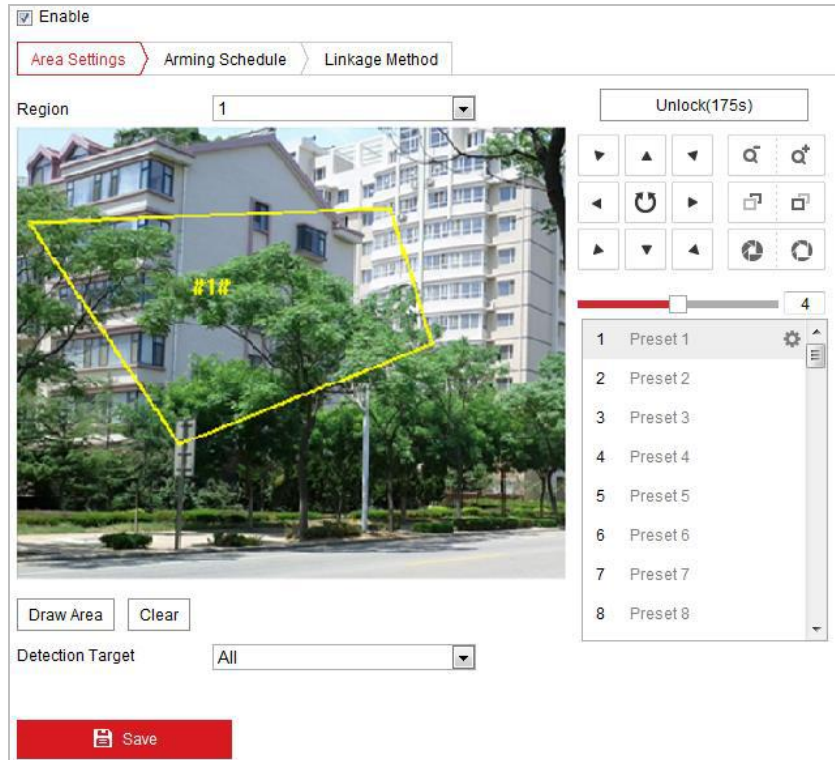 Enable
Area Settings
Arming Schedule
Linkage Method
Region
1
Unlock(175s)
#1#
4
1 Preset 1
2 Preset 2
3 Preset 3
4 Preset 4
5 Preset 5
6 Preset 6
7 Preset 7
8 Preset 8
Draw Area
Clear
Detection Target
All
Save